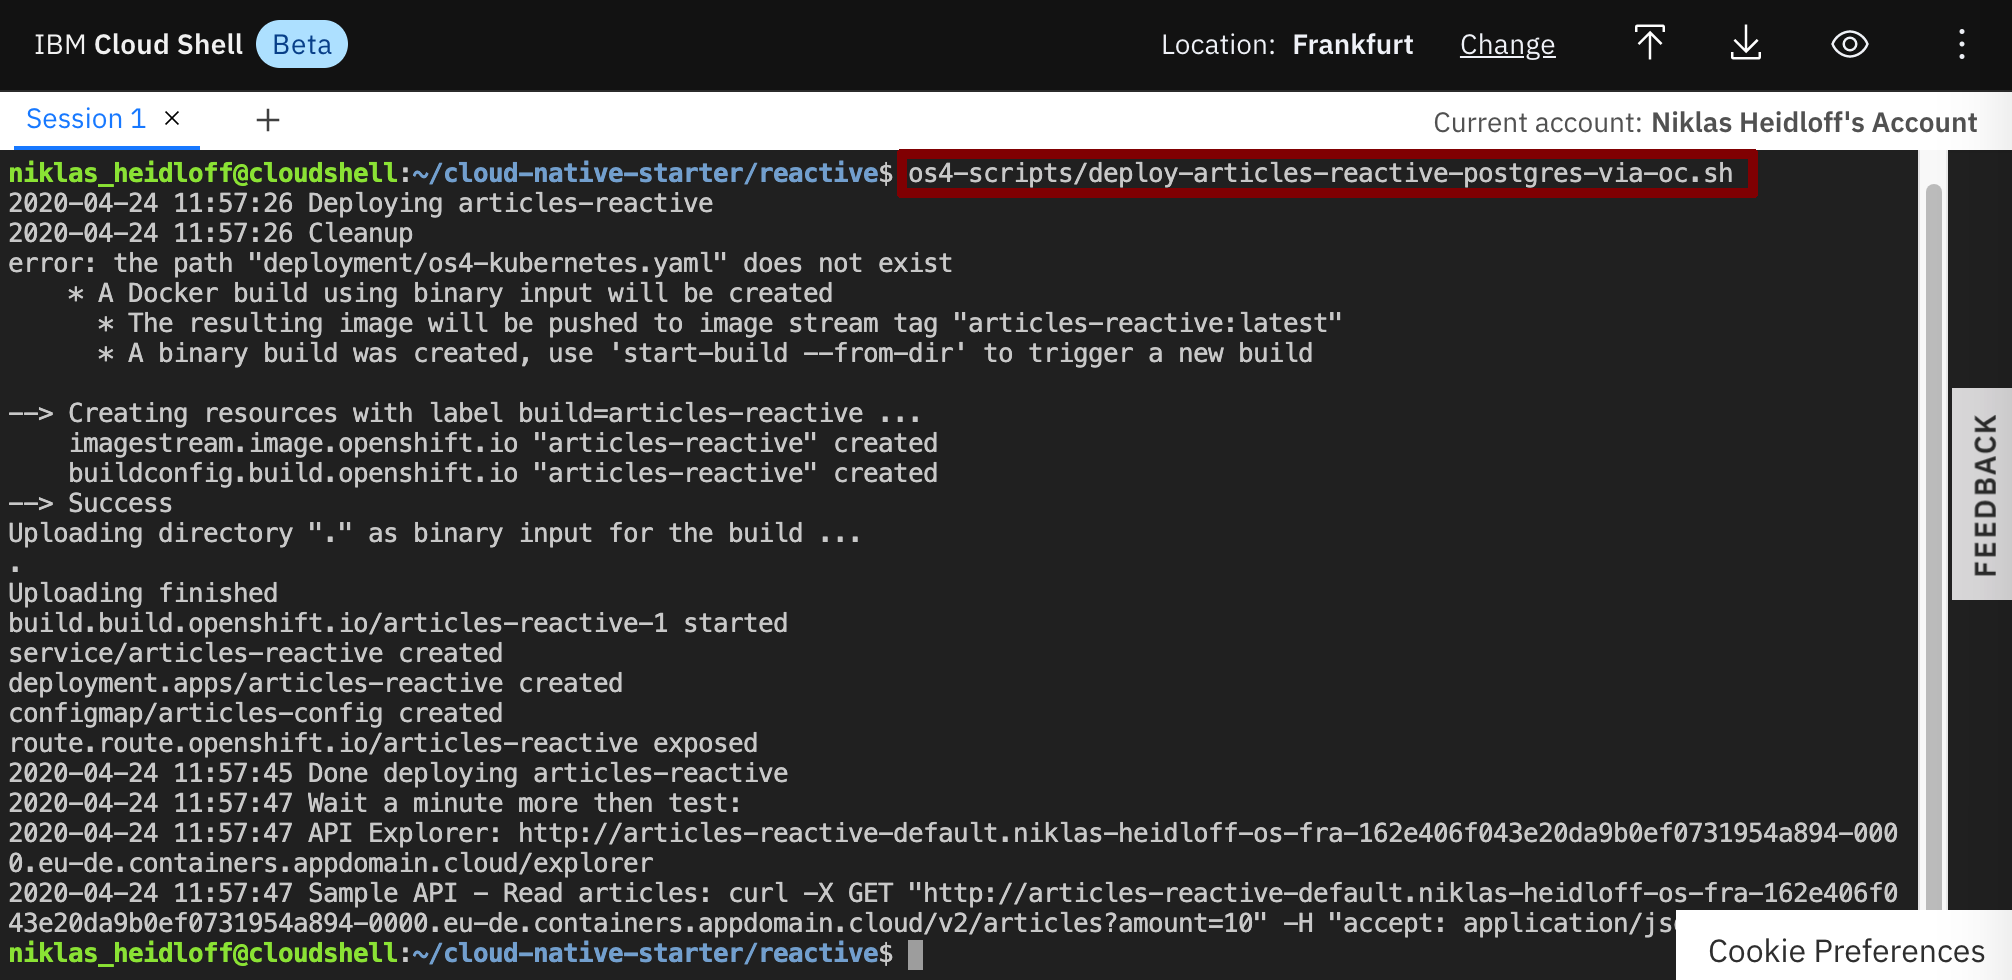 IBM Cloud Shell Beta
Location: Frankfurt Change
Session 1 × +
Current account: Niklas Heidloff's Account
niklas_heidloff@cloudshell:~/cloud-native-starter/reactive$ os4-scripts/deploy-articles-reactive-postgres-via-oc.sh
2020-04-24 11:57:26 Deploying articles-reactive
2020-04-24 11:57:26 Cleanup
error: the path "deployment/os4-kubernetes.yaml" does not exist
    * A Docker build using binary input will be created
      * The resulting image will be pushed to image stream tag "articles-reactive:latest"
      * A binary build was created, use 'start-build --from-dir' to trigger a new build
--> Creating resources with label build=articles-reactive ...
    imagestream.image.openshift.io "articles-reactive" created
    buildconfig.build.openshift.io "articles-reactive" created
--> Success
Uploading directory "." as binary input for the build ...
.
Uploading finished
build.build.openshift.io/articles-reactive-1 started
service/articles-reactive created
deployment.apps/articles-reactive created
configmap/articles-config created
route.route.openshift.io/articles-reactive exposed
2020-04-24 11:57:45 Done deploying articles-reactive
2020-04-24 11:57:47 Wait a minute more then test:
2020-04-24 11:57:47 API Explorer: http://articles-reactive-default.niklas-heidloff-os-fra-162e406f043e20da9b0ef0731954a894-000
0.eu-de.containers.appdomain.cloud/explorer
2020-04-24 11:57:47 Sample API - Read articles: curl -X GET "http://articles-reactive-default.niklas-heidloff-os-fra-162e406f0
43e20da9b0ef0731954a894-0000.eu-de.containers.appdomain.cloud/v2/articles?amount=10" -H "accept: application/js
niklas_heidloff@cloudshell:~/cloud-native-starter/reactive$
FEEDBACK
Cookie Preferences